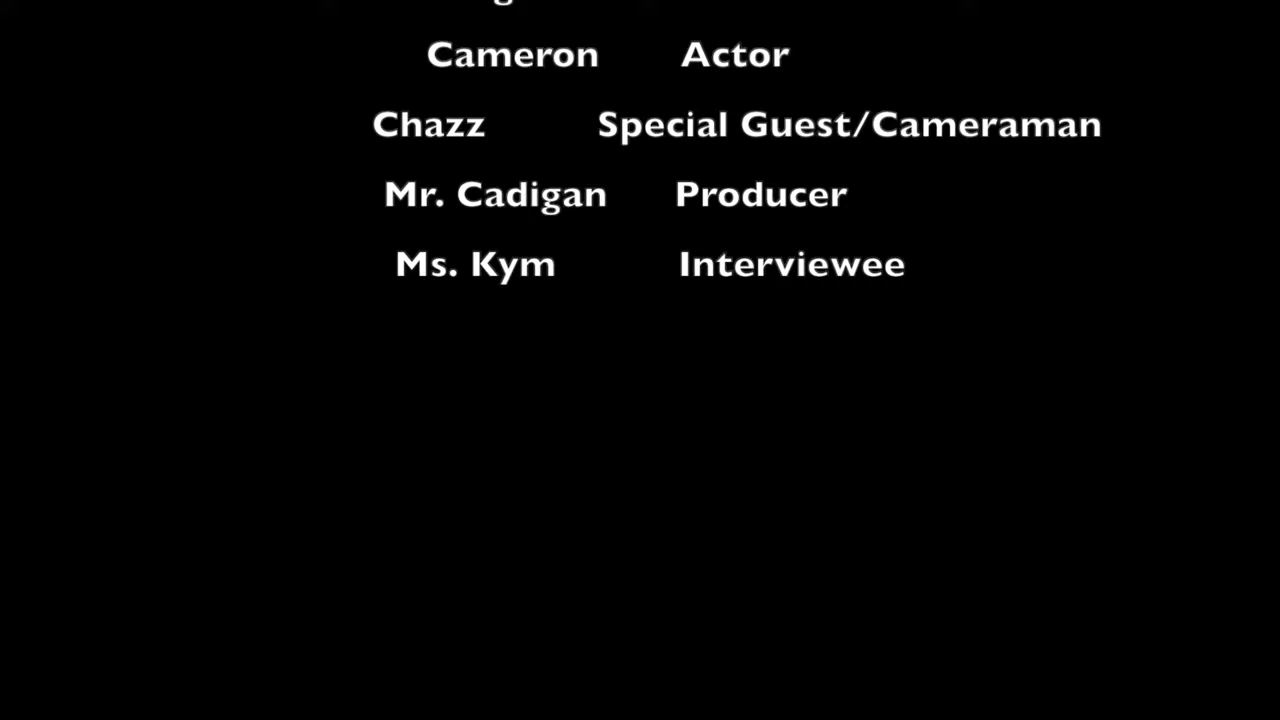 Cameron Actor
Chazz Special Guest/Cameraman
Mr. Cadigan Producer
Ms. Kym Interviewee